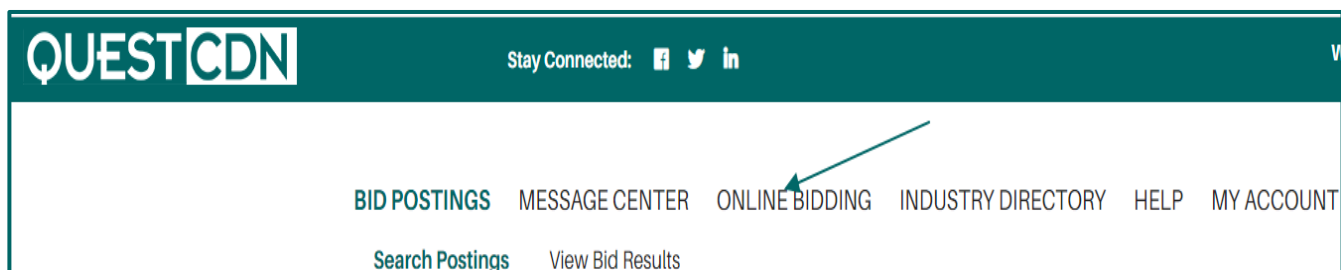 QUESTCDN Stay Connected:
BID POSTINGS MESSAGE CENTER ONLINE BIDDING INDUSTRY DIRECTORY HELP MY ACCOUNT
Search Postings View Bid Results